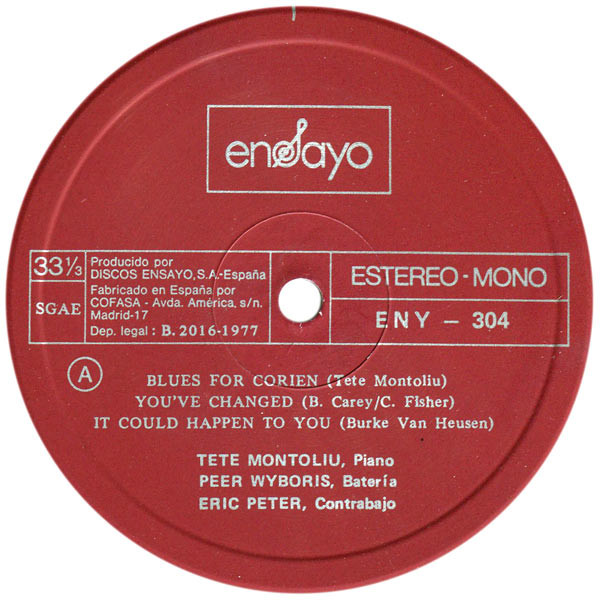 ensayo
33 1/3
SGAE
Producido por
DISCOS ENSAYO,S.A.-España
Fabricado en España por
COFASA - Avda. América, s/n.
Madrid-17
Dep. legal : B. 2016-1977
ESTEREO - MONO
ENY - 304
A
BLUES FOR CORIEN (Tete Montoliu)
YOU'VE CHANGED (B. Carey/C. Fisher)
IT COULD HAPPEN TO YOU (Burke Van Heusen)
TETE MONTOLIU, Piano
PEER WYBORIS, Batería
ERIC PETER, Contrabajo